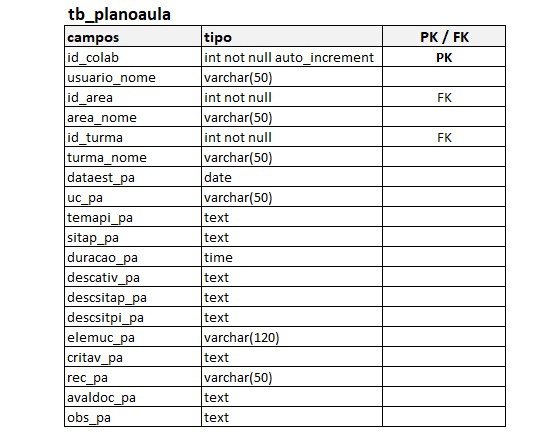 tb_planoaula
campos tipo PK / FK
id_colab int not null auto_increment PK
usuario_nome varchar(50)
id_area int not null FK
area_nome varchar(50)
id_turma int not null FK
turma_nome varchar(50)
dataest_pa date
uc_pa varchar(50)
temapi_pa text
sitap_pa text
duracao_pa time
descativ_pa text
descsitap_pa text
descsitpi_pa text
elemuc_pa varchar(120)
critav_pa text
rec_pa varchar(50)
avaldoc_pa text
obs_pa text